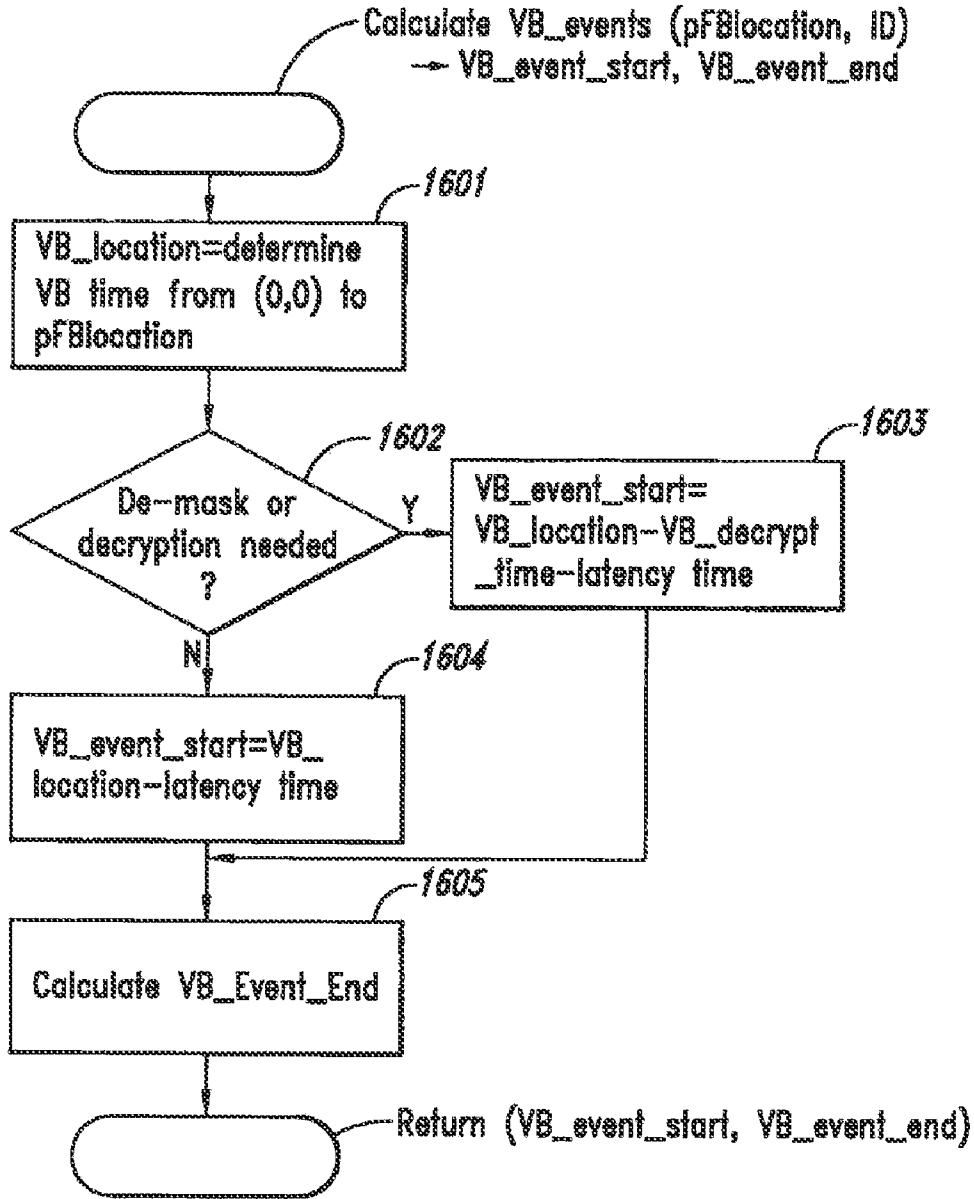 Calculate VB_events (pFBlocation, ID)
→ VB_event_start, VB_event_end
1601
VB_location=determine
VB time from (0,0) to
pFBlocation
1602
De-mask or
decryption needed
?
Y
N
1603
VB_event_start=
VB_location-VB_decrypt
_time-latency time
1604
VB_event_start=VB_
location-latency time
1605
Calculate VB_Event_End
Return (VB_event_start, VB_event_end)